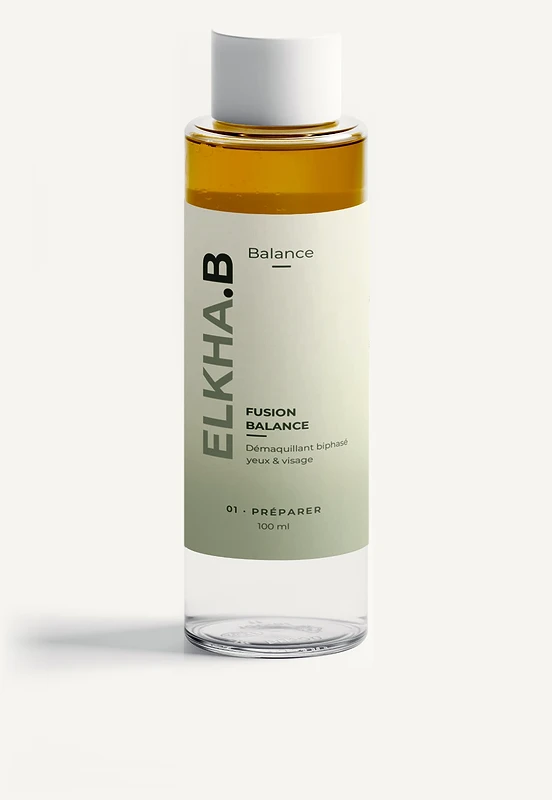 Balance
ELKHA.B
FUSION
BALANCE
Démaquillant biphasé
yeux & visage
01 · PRÉPARER
100 ml